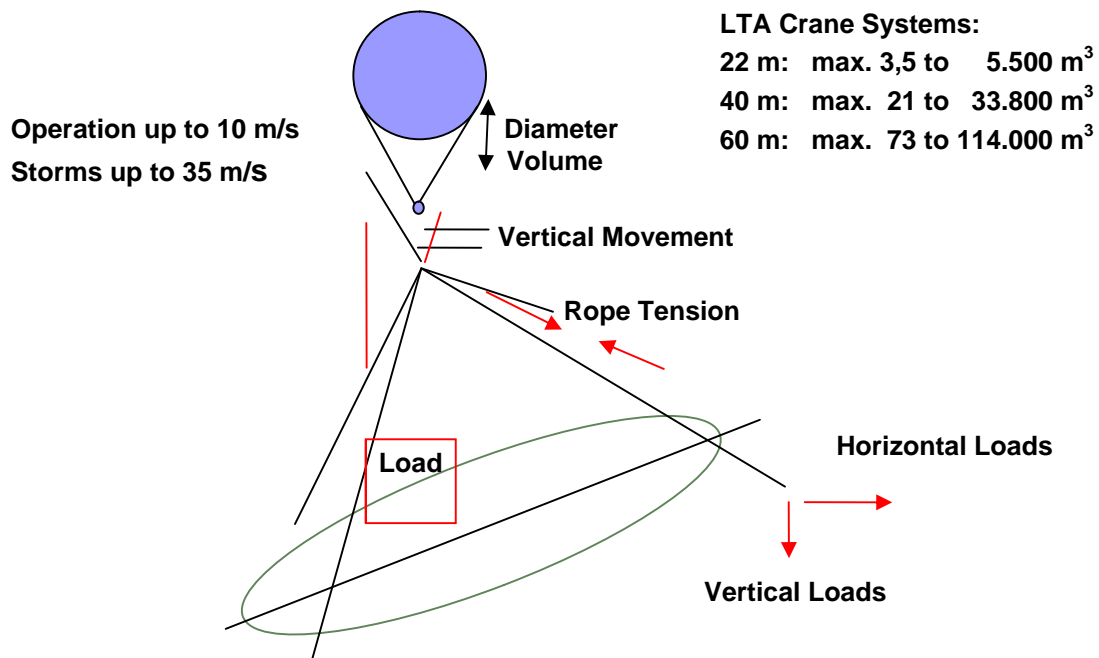 LTA Crane Systems:
22 m: max. 3,5 to 5.500 m³
40 m: max. 21 to 33.800 m³
60 m: max. 73 to 114.000 m³
Operation up to 10 m/s
Storms up to 35 m/s
Diameter
Volume
Vertical Movement
Rope Tension
Load
Horizontal Loads
Vertical Loads